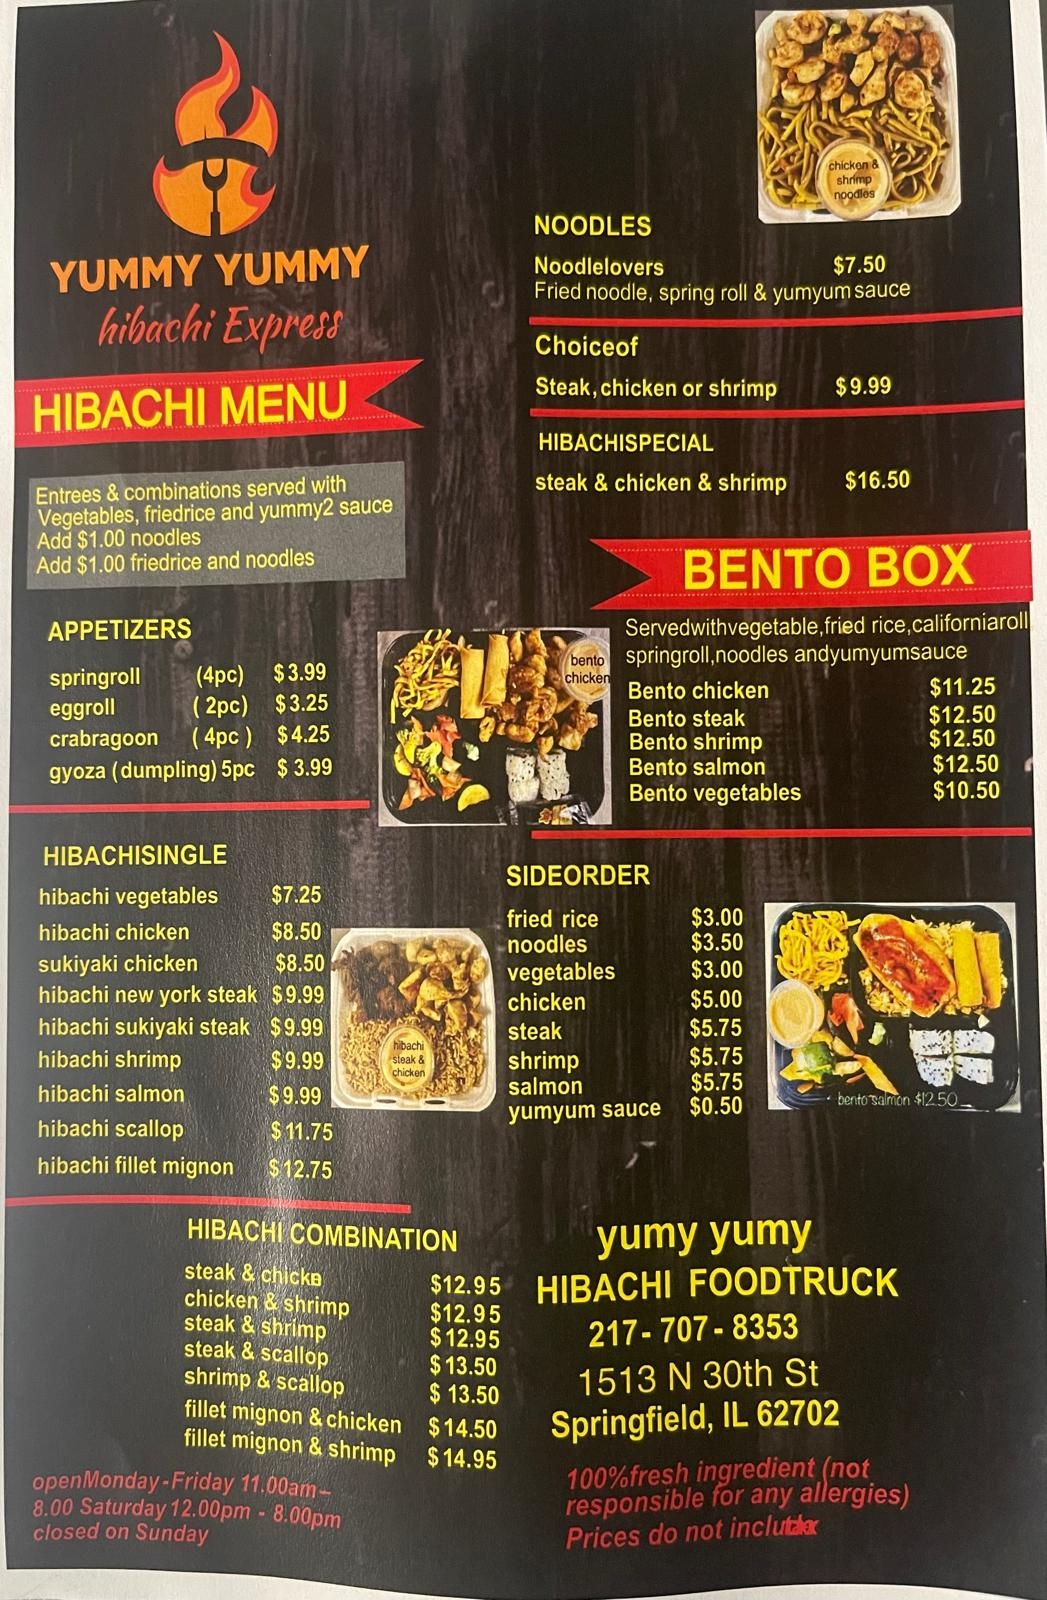 YUMMY YUMMY
hibachi Express
HIBACHI MENU
Entrees & combinations served with
Vegetables, friedrice and yummy2 sauce
Add $1.00 noodles
Add $1.00 friedrice and noodles
APPETIZERS
springroll (4pc) $3.99
eggroll ( 2pc) $3.25
crabragoon ( 4pc ) $4.25
gyoza (dumpling) 5pc $ 3.99
HIBACHISINGLE
hibachi vegetables $7.25
hibachi chicken $8.50
sukiyaki chicken $8.50
hibachi new york steak $9.99
hibachi sukiyaki steak $9.99
hibachi shrimp $9.99
hibachi salmon $9.99
hibachi scallop $11.75
hibachi fillet mignon $12.75
hibachi
steak &
chicken
HIBACHI COMBINATION
steak & chicke
chicken & shrimp $12.95
steak & shrimp $12.95
steak & scallop $12.95
shrimp & scallop $13.50
fillet mignon & chicken $ 13.50
fillet mignon & shrimp $14.50
$14.95
openMonday-Friday 11.00am-
8.00 Saturday 12.00pm - 8.00pm
closed on Sunday
chicken &
shrimp
noodles
NOODLES
Noodlelovers $7.50
Fried noodle, spring roll & yumyum sauce
Choiceof
Steak, chicken or shrimp $9.99
HIBACHISPECIAL
steak & chicken & shrimp $16.50
BENTO BOX
Servedwithvegetable,fried rice,californiaroll
springroll,noodles andyumyumsauce
bento
chicken
Bento chicken $11.25
Bento steak $12.50
Bento shrimp $12.50
Bento salmon $12.50
Bento vegetables $10.50
SIDEORDER
fried rice $3.00
noodles $3.50
vegetables $3.00
chicken $5.00
steak $5.75
shrimp $5.75
salmon $5.75
yumyum sauce $0.50
bento salmon $12.50
yumy yumy
HIBACHI FOODTRUCK
217- 707 - 8353
1513 N 30th St
Springfield, IL 62702
100%fresh ingredient (not
responsible for any allergies)
Prices do not include